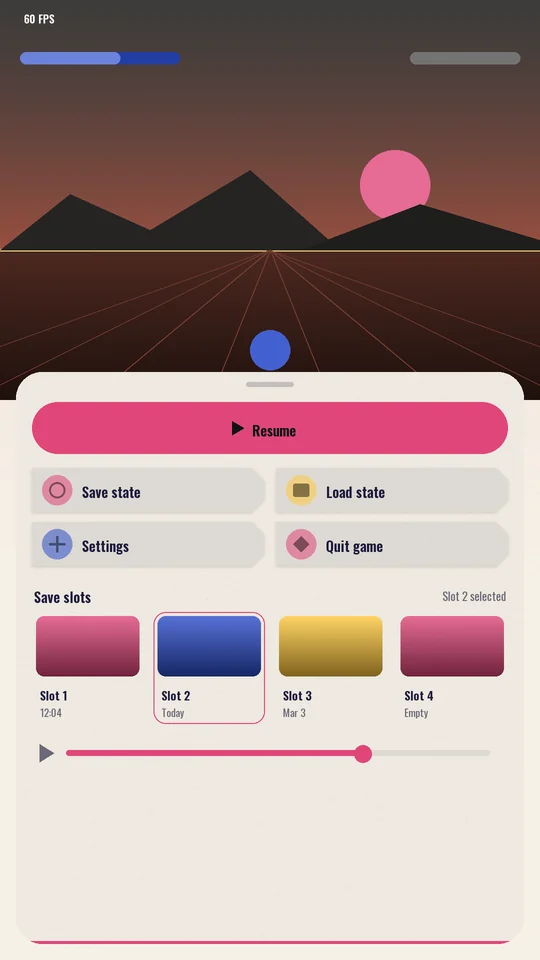 60 FPS
Resume
Save state
Load state
Settings
Quit game
Save slots
Slot 2 selected
Slot 1
Slot 2
Slot 3
Slot 4
12:04
Today
Mar 3
Empty